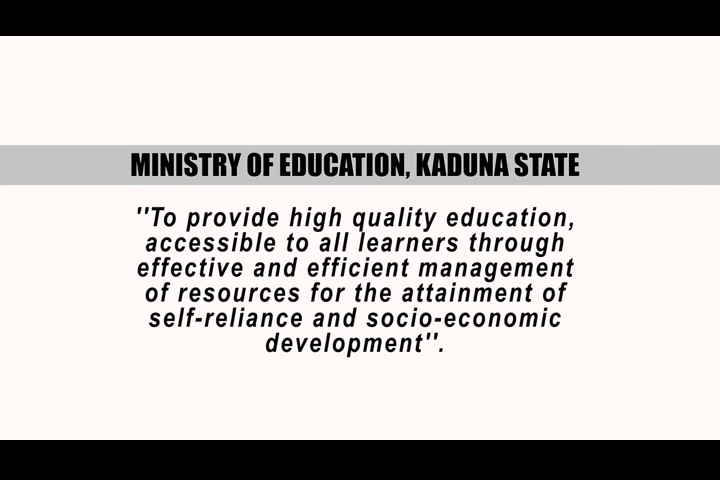 MINISTRY OF EDUCATION, KADUNA STATE
"To provide high quality education,
accessible to all learners through
effective and efficient management
of resources for the attainment of
self-reliance and socio-economic
development".